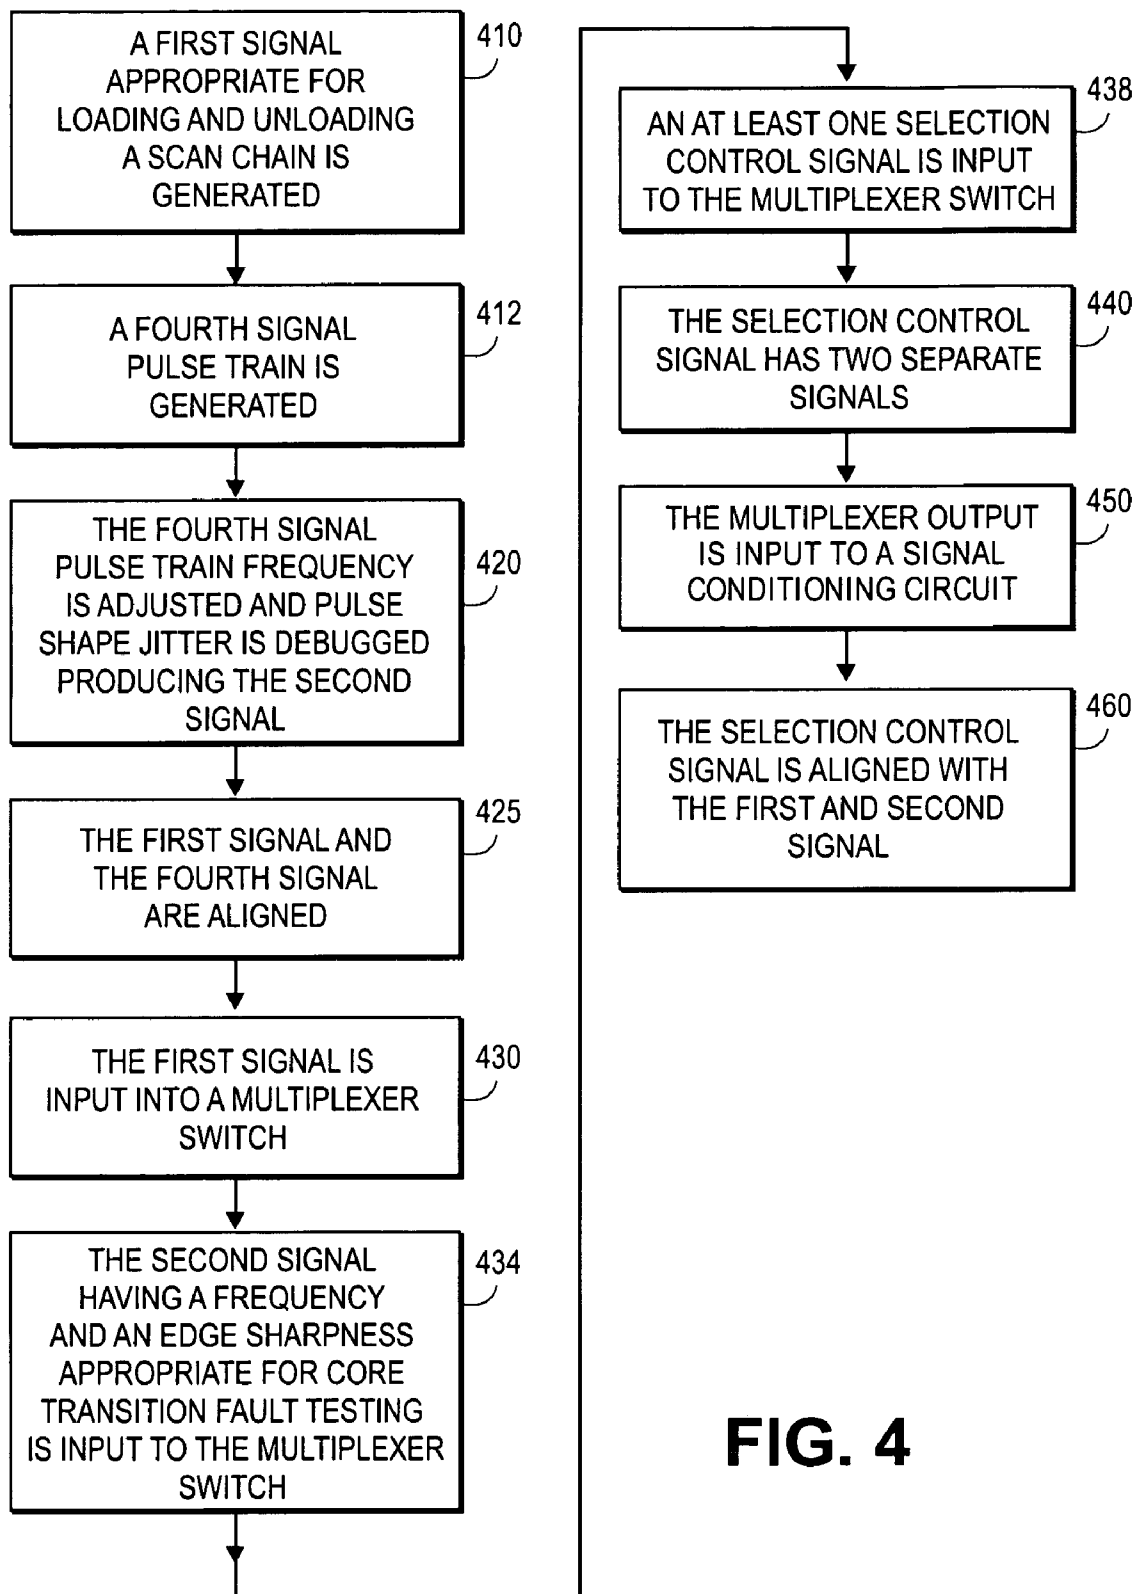 A FIRST SIGNAL
APPROPRIATE FOR
LOADING AND UNLOADING
A SCAN CHAIN IS
GENERATED
410
A FOURTH SIGNAL
PULSE TRAIN IS
GENERATED
412
THE FOURTH SIGNAL
PULSE TRAIN FREQUENCY
IS ADJUSTED AND PULSE
SHAPE JITTER IS DEBUGGED
PRODUCING THE SECOND
SIGNAL
420
THE FIRST SIGNAL AND
THE FOURTH SIGNAL
ARE ALIGNED
425
THE FIRST SIGNAL IS
INPUT INTO A MULTIPLEXER
SWITCH
430
THE SECOND SIGNAL
HAVING A FREQUENCY
AND AN EDGE SHARPNESS
APPROPRIATE FOR CORE
TRANSITION FAULT TESTING
IS INPUT TO THE MULTIPLEXER
SWITCH
434
AN AT LEAST ONE SELECTION
CONTROL SIGNAL IS INPUT
TO THE MULTIPLEXER SWITCH
438
THE SELECTION CONTROL
SIGNAL HAS TWO SEPARATE
SIGNALS
440
THE MULTIPLEXER OUTPUT
IS INPUT TO A SIGNAL
CONDITIONING CIRCUIT
450
THE SELECTION CONTROL
SIGNAL IS ALIGNED WITH
THE FIRST AND SECOND
SIGNAL
460
FIG. 4